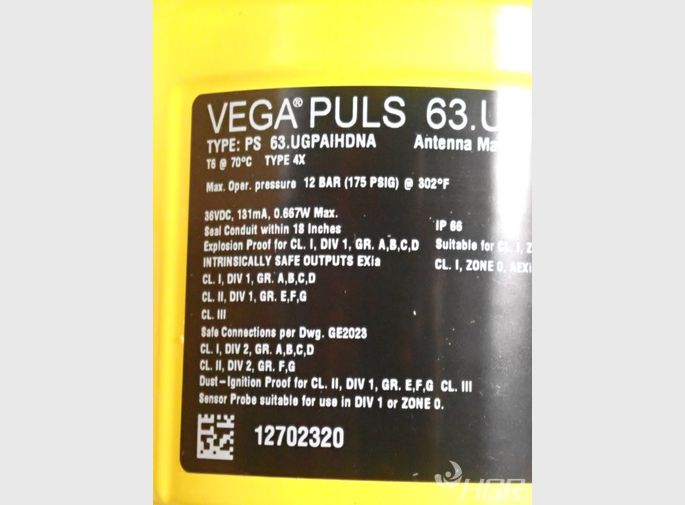 VEGA® PULS 63.U
TYPE: PS 63.UGPAIHDNA Antenna Ma
T6 @ 70°C TYPE 4X
Max. Oper. pressure 12 BAR (175 PSIG) @ 302°F
36VDC, 131mA, 0.667W Max.
Seal Conduit within 18 Inches IP 66
Explosion Proof for CL. I, DIV 1, GR. A,B,C,D Suitable for CL. I, Z
INTRINSICALLY SAFE OUTPUTS EXia CL. I, ZONE 0, AEXi
CL. I, DIV 1, GR. A,B,C,D
CL. II, DIV 1, GR. E,F,G
CL. III
Safe Connections per Dwg. GE2023
CL. I, DIV 2, GR. A,B,C,D
CL. II, DIV 2, GR. F,G
Dust-Ignition Proof for CL. II, DIV 1, GR. E,F,G CL. III
Sensor Probe suitable for use in DIV 1 or ZONE 0.
12702320
HQR